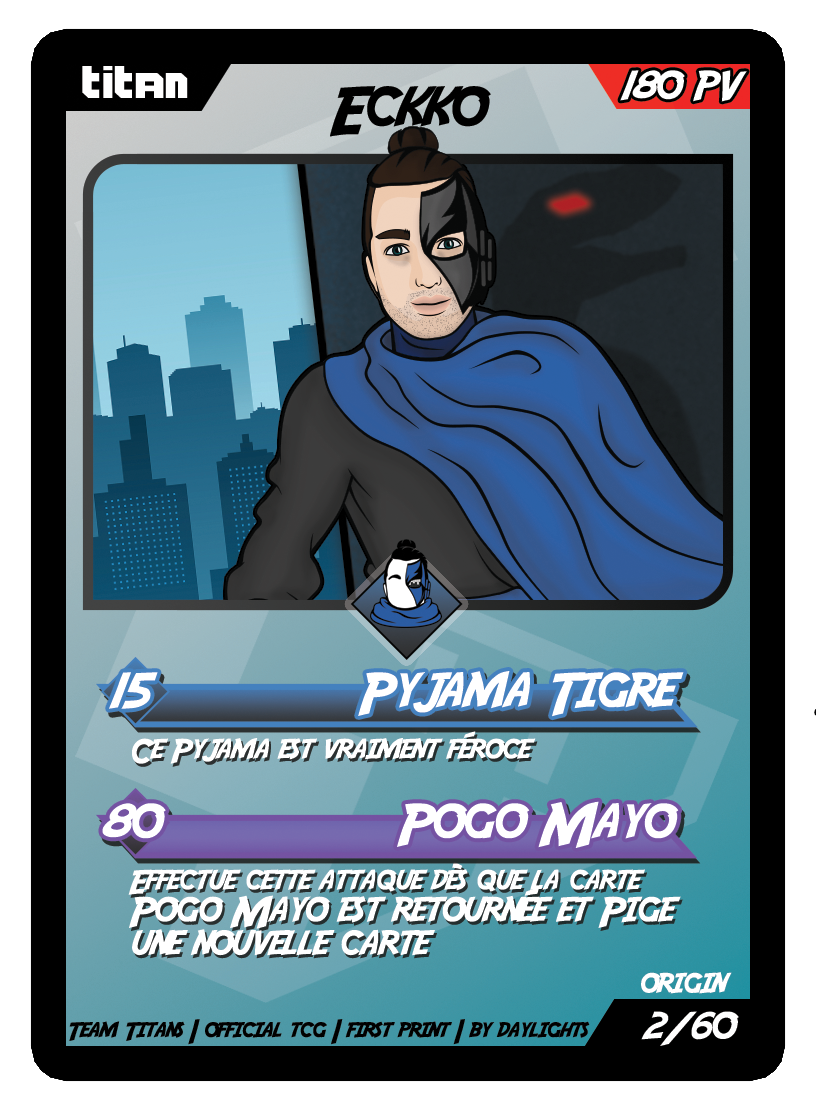 titan
180 PV
Eckko
15
Pyjama Tigre
Ce Pyjama est vraiment féroce
80
Pogo Mayo
Effectue cette attaque dès que la carte
Pogo Mayo est retournée et pige
une nouvelle carte
Origin
Team Titans | Official TCG | First Print | By Daylights
2/60